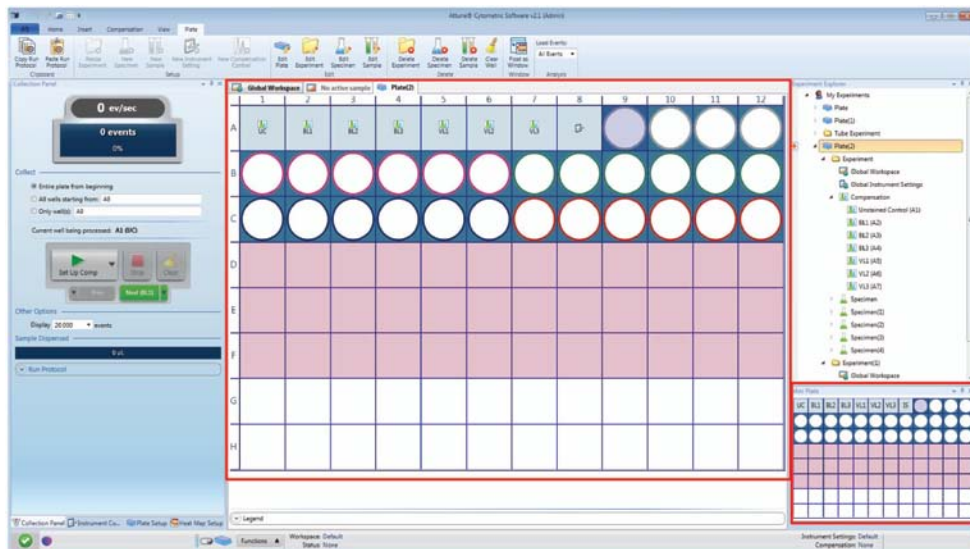 Attune® Cytometric Software v2.1 (Admin)
Home Insert Compensation View Plate
Copy Run Protocol
Paste Run Protocol
New Specimen
New Sample
New Instrument Setting
New Compensation Control
Edit Plate
Edit Experiment
Edit Specimen
Edit Sample
Delete Experiment
Delete Specimen
Delete Sample
Clear Well
Float as Window
Load Events:
All Events
Clipboard Setup Edit Delete Window Analysis
Collection Panel
0 ev/sec
0 events
0%
Collect
Entire plate from beginning
All wells starting from: All
Only well(s): All
Current well being processed: A1 (UC)
Set Up Comp
Stop
Clear
Prev
Next (BL1)
Other Options
Display 20,000 events
Sample Dispensed
0 uL
Run Protocol
Collection Panel Instrument Co... Plate Setup Heat Map Setup
Global Workspace No active sample Plate(2)
1 2 3 4 5 6 7 8 9 10 11 12
A UC BL1 BL2 BL3 VL1 VL2 VL3
B
C
D
E
F
G
H
Legend
Experiment Explorer
My Experiments
Plate
Plate(1)
Tube Experiment
Plate(2)
Experiment
Global Workspace
Global Instrument Settings
Compensation
Unstained Control (A1)
BL1 (A2)
BL2 (A3)
BL3 (A4)
VL1 (A5)
VL2 (A6)
VL3 (A7)
Specimen
Specimen(1)
Specimen(2)
Specimen(3)
Specimen(4)
Experiment(1)
Global Workspace
Mini Plate
UC BL1 BL2 BL3 VL1 VL2 VL3 IS
Functions
Workspace: Default
Status: None
Instrument Settings: Default
Compensation: None